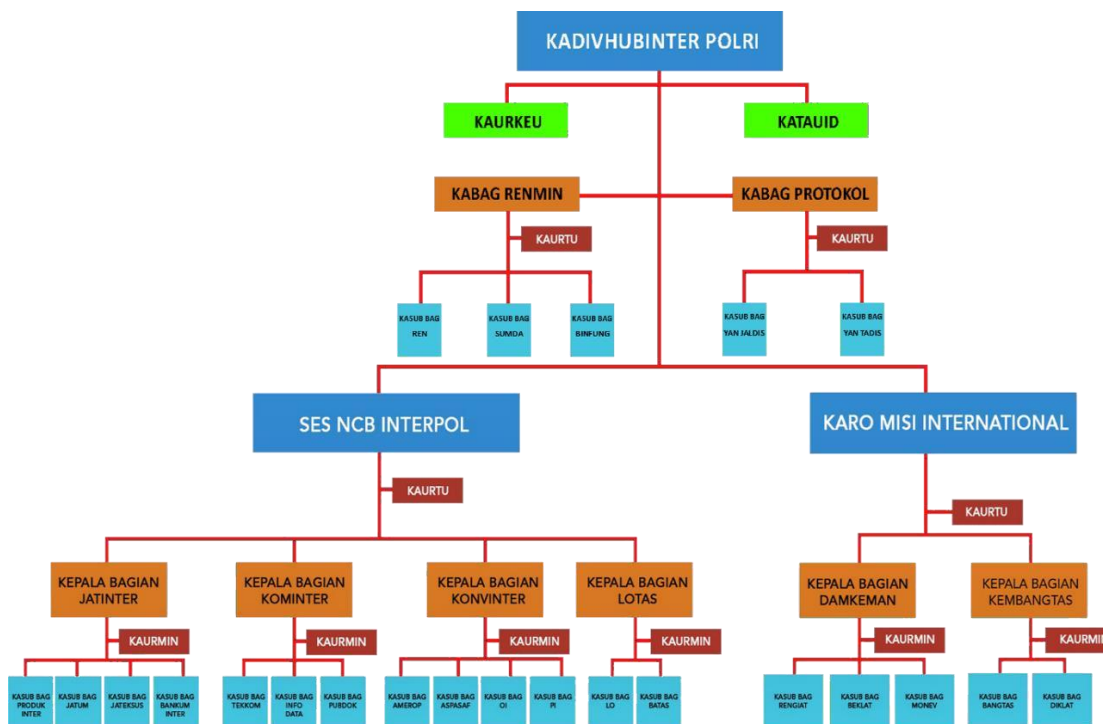 KADIVHUBINTER POLRI
KAURKEU
KATAUID
KABAG RENMIN
KABAG PROTOKOL
KAURTU
KAURTU
KASUB BAG
REN
KASUB BAG
SUMDA
KASUB BAG
BINFUNG
KASUB BAG
YAN JALDIS
KASUB BAG
YAN TADIS
SES NCB INTERPOL
KARO MISI INTERNATIONAL
KAURTU
KAURTU
KEPALA BAGIAN
JATINTER
KEPALA BAGIAN
KOMINTER
KEPALA BAGIAN
KONVINTER
KEPALA BAGIAN
LOTAS
KEPALA BAGIAN
DAMKEMAN
KEPALA BAGIAN
KEMBANGTAS
KAURMIN
KAURMIN
KAURMIN
KAURMIN
KAURMIN
KAURMIN
KASUB BAG
PRODUK
INTER
KASUB BAG
JATUM
KASUB BAG
JATEKSUS
KASUB BAG
BANKUM
INTER
KASUB BAG
TEKKOM
KASUB BAG
INFO
DATA
KASUB BAG
PUBDOK
KASUB BAG
AMEROP
KASUB BAG
ASPASAF
KASUB BAG
OI
KASUB BAG
PI
KASUB BAG
LO
KASUB BAG
BATAS
KASUB BAG
RENGIAT
KASUB BAG
BEKLAT
KASUB BAG
MONEV
KASUB BAG
BANGTAS
KASUB BAG
DIKLAT